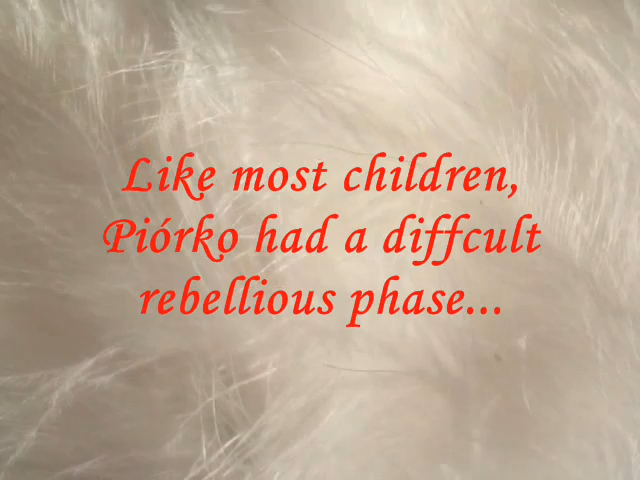 Like most children,
Piórko had a diffcult
rebellious phase...